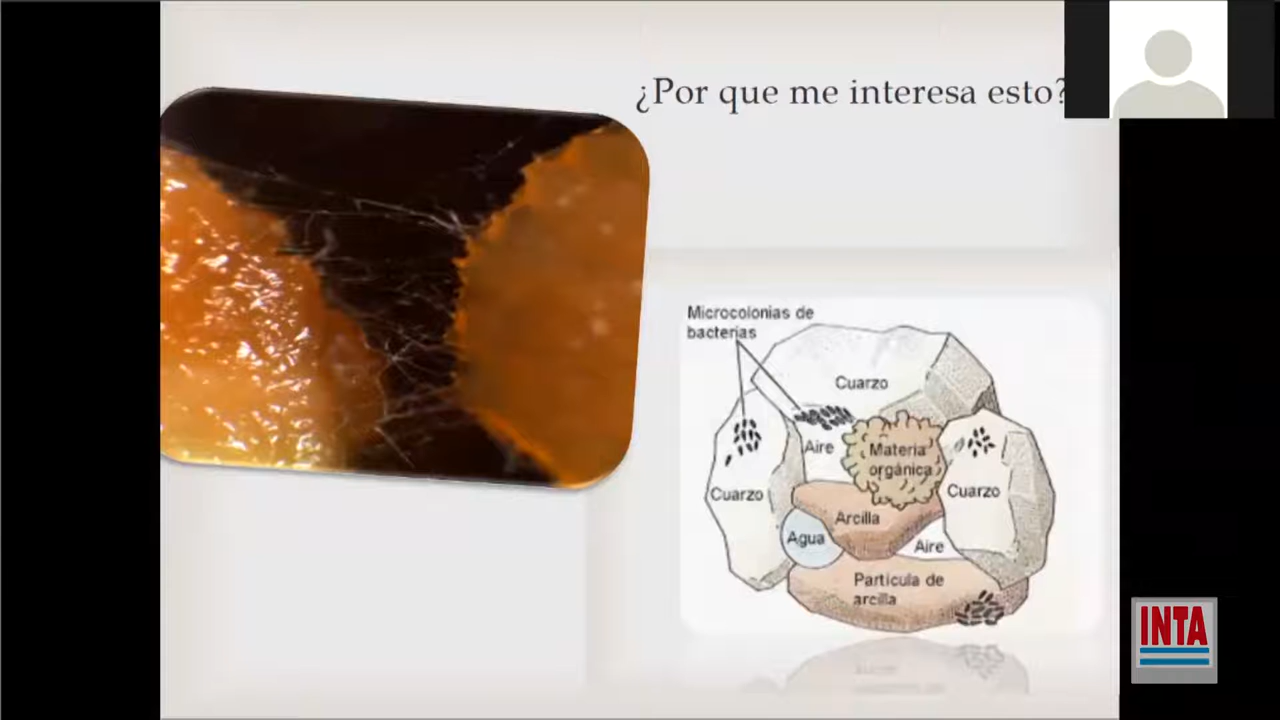 ¿Por que me interesa esto?
Microcolonias de
bacterias
Cuarzo
Aire
Materia
orgánica
Cuarzo
Cuarzo
Arcilla
Agua
Aire
Particula de
arcilla
INTA